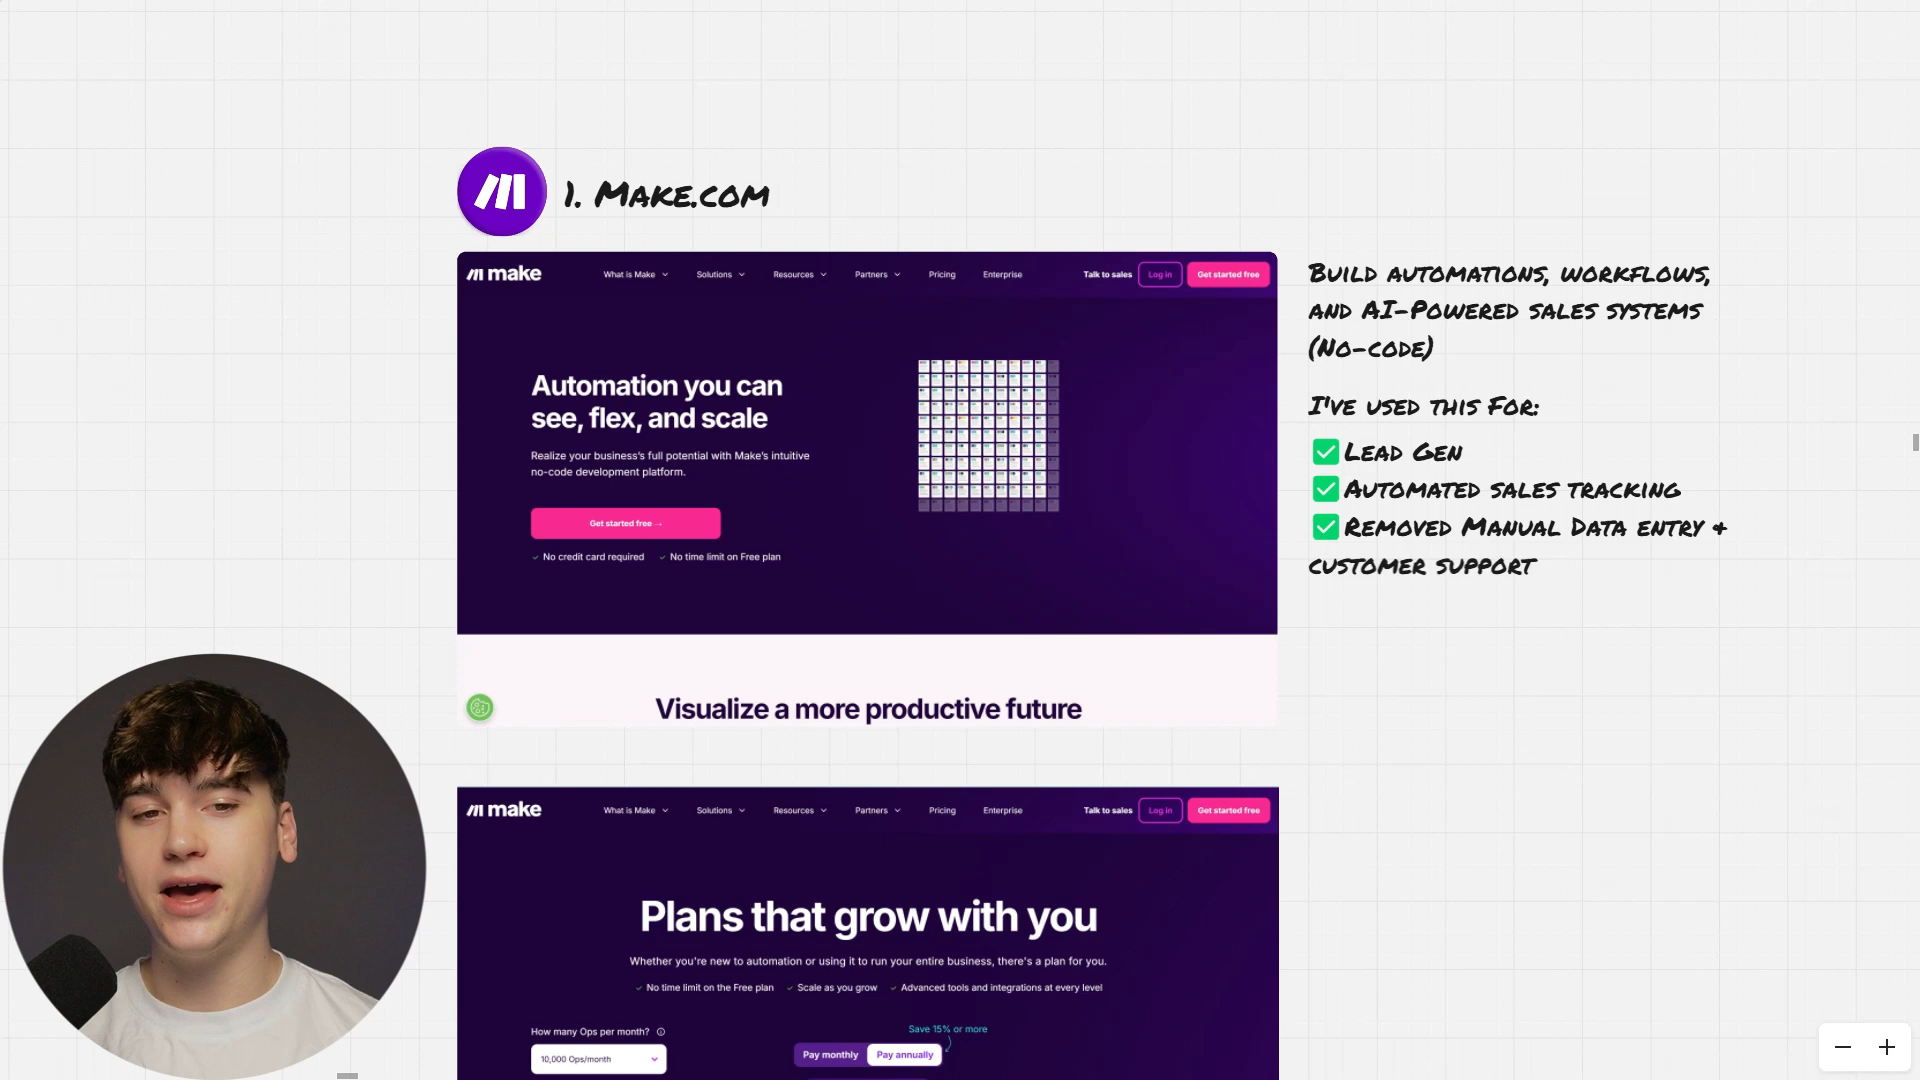 1. Make.com
make
What is Make
Solutions
Resources
Partners
Pricing
Enterprise
Talk to sales
Log in
Get started free
Automation you can
see, flex, and scale
Realize your business's full potential with Make's intuitive
no-code development platform.
Get started free →
No credit card required
No time limit on Free plan
Visualize a more productive future
Build automations, workflows,
and AI-Powered sales systems
(No-code)
I've used this For:
✅ Lead Gen
✅ Automated sales tracking
✅ Removed Manual Data entry &
customer support
make
What is Make
Solutions
Resources
Partners
Pricing
Enterprise
Talk to sales
Log in
Get started free
Plans that grow with you
Whether you're new to automation or using it to run your entire business, there's a plan for you.
No time limit on the Free plan
Scale as you grow
Advanced tools and integrations at every level
How many Ops per month?
10,000 Ops/month
Save 15% or more
Pay monthly
Pay annually